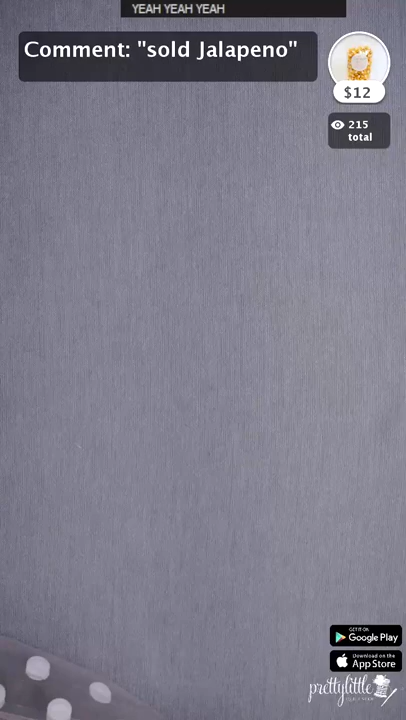 YEAH YEAH YEAH
Comment: "sold Jalapeno"
$12
215
total
GET IT ON
Google Play
Download on the
App Store
prettylittle